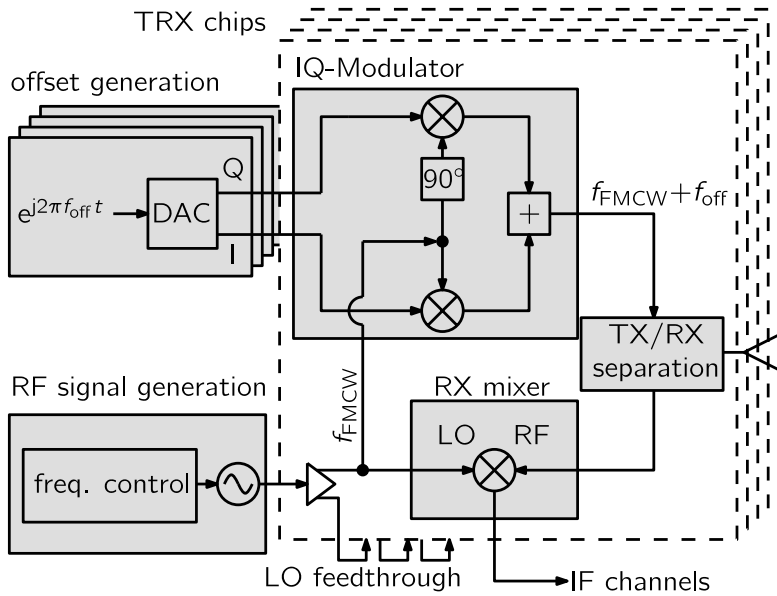 TRX chips
offset generation
IQ-Modulator
Q
90°
e^{j2πf_off t}
DAC
I
+
f_FMCW+f_off
TX/RX
separation
RF signal generation
f_FMCW
RX mixer
LO RF
freq. control
LO feedthrough
IF channels